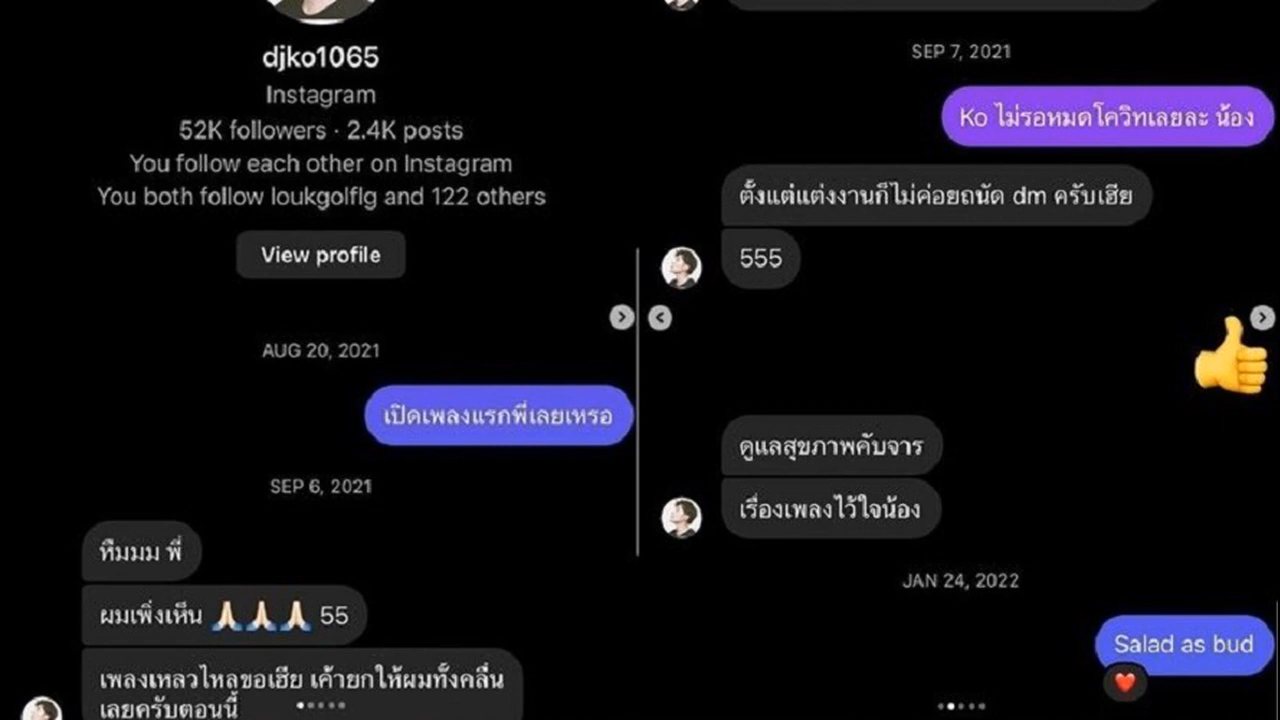 djko1065
Instagram
52K followers · 2.4K posts
You follow each other on Instagram
You both follow loukgolflg and 122 others
View profile
AUG 20, 2021
เปิดเพลงแรกพี่เลยเหรอ
SEP 6, 2021
หืมมม พี่
ผมเพิ่งเห็น 🙏🏻🙏🏻🙏🏻 55
เพลงเหลวไหลขอเฮีย เค้ายกให้ผมทั้งคลื่น
เลยครับตอนนี้
SEP 7, 2021
Ko ไม่รอหมดโควิทเลยละ น้อง
ตั้งแต่แต่งงานก็ไม่ค่อยถนัด dm ครับเฮีย
555
👍
ดูแลสุขภาพคับจาร
เรื่องเพลงไว้ใจน้อง
JAN 24, 2022
Salad as bud
❤️